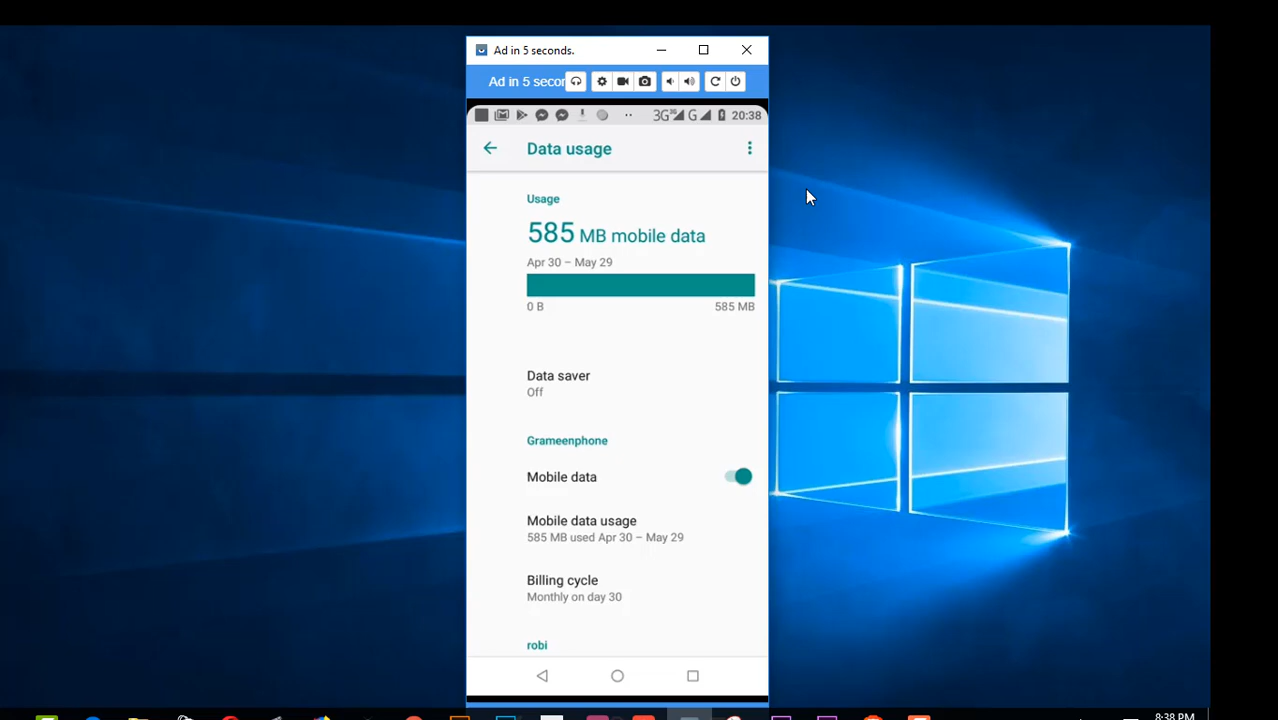 Ad in 5 seconds.
Ad in 5 secon
3G G 20:38
Data usage
Usage
585 MB mobile data
Apr 30 – May 29
0 B 585 MB
Data saver
Off
Grameenphone
Mobile data
Mobile data usage
585 MB used Apr 30 – May 29
Billing cycle
Monthly on day 30
robi
8:38 PM